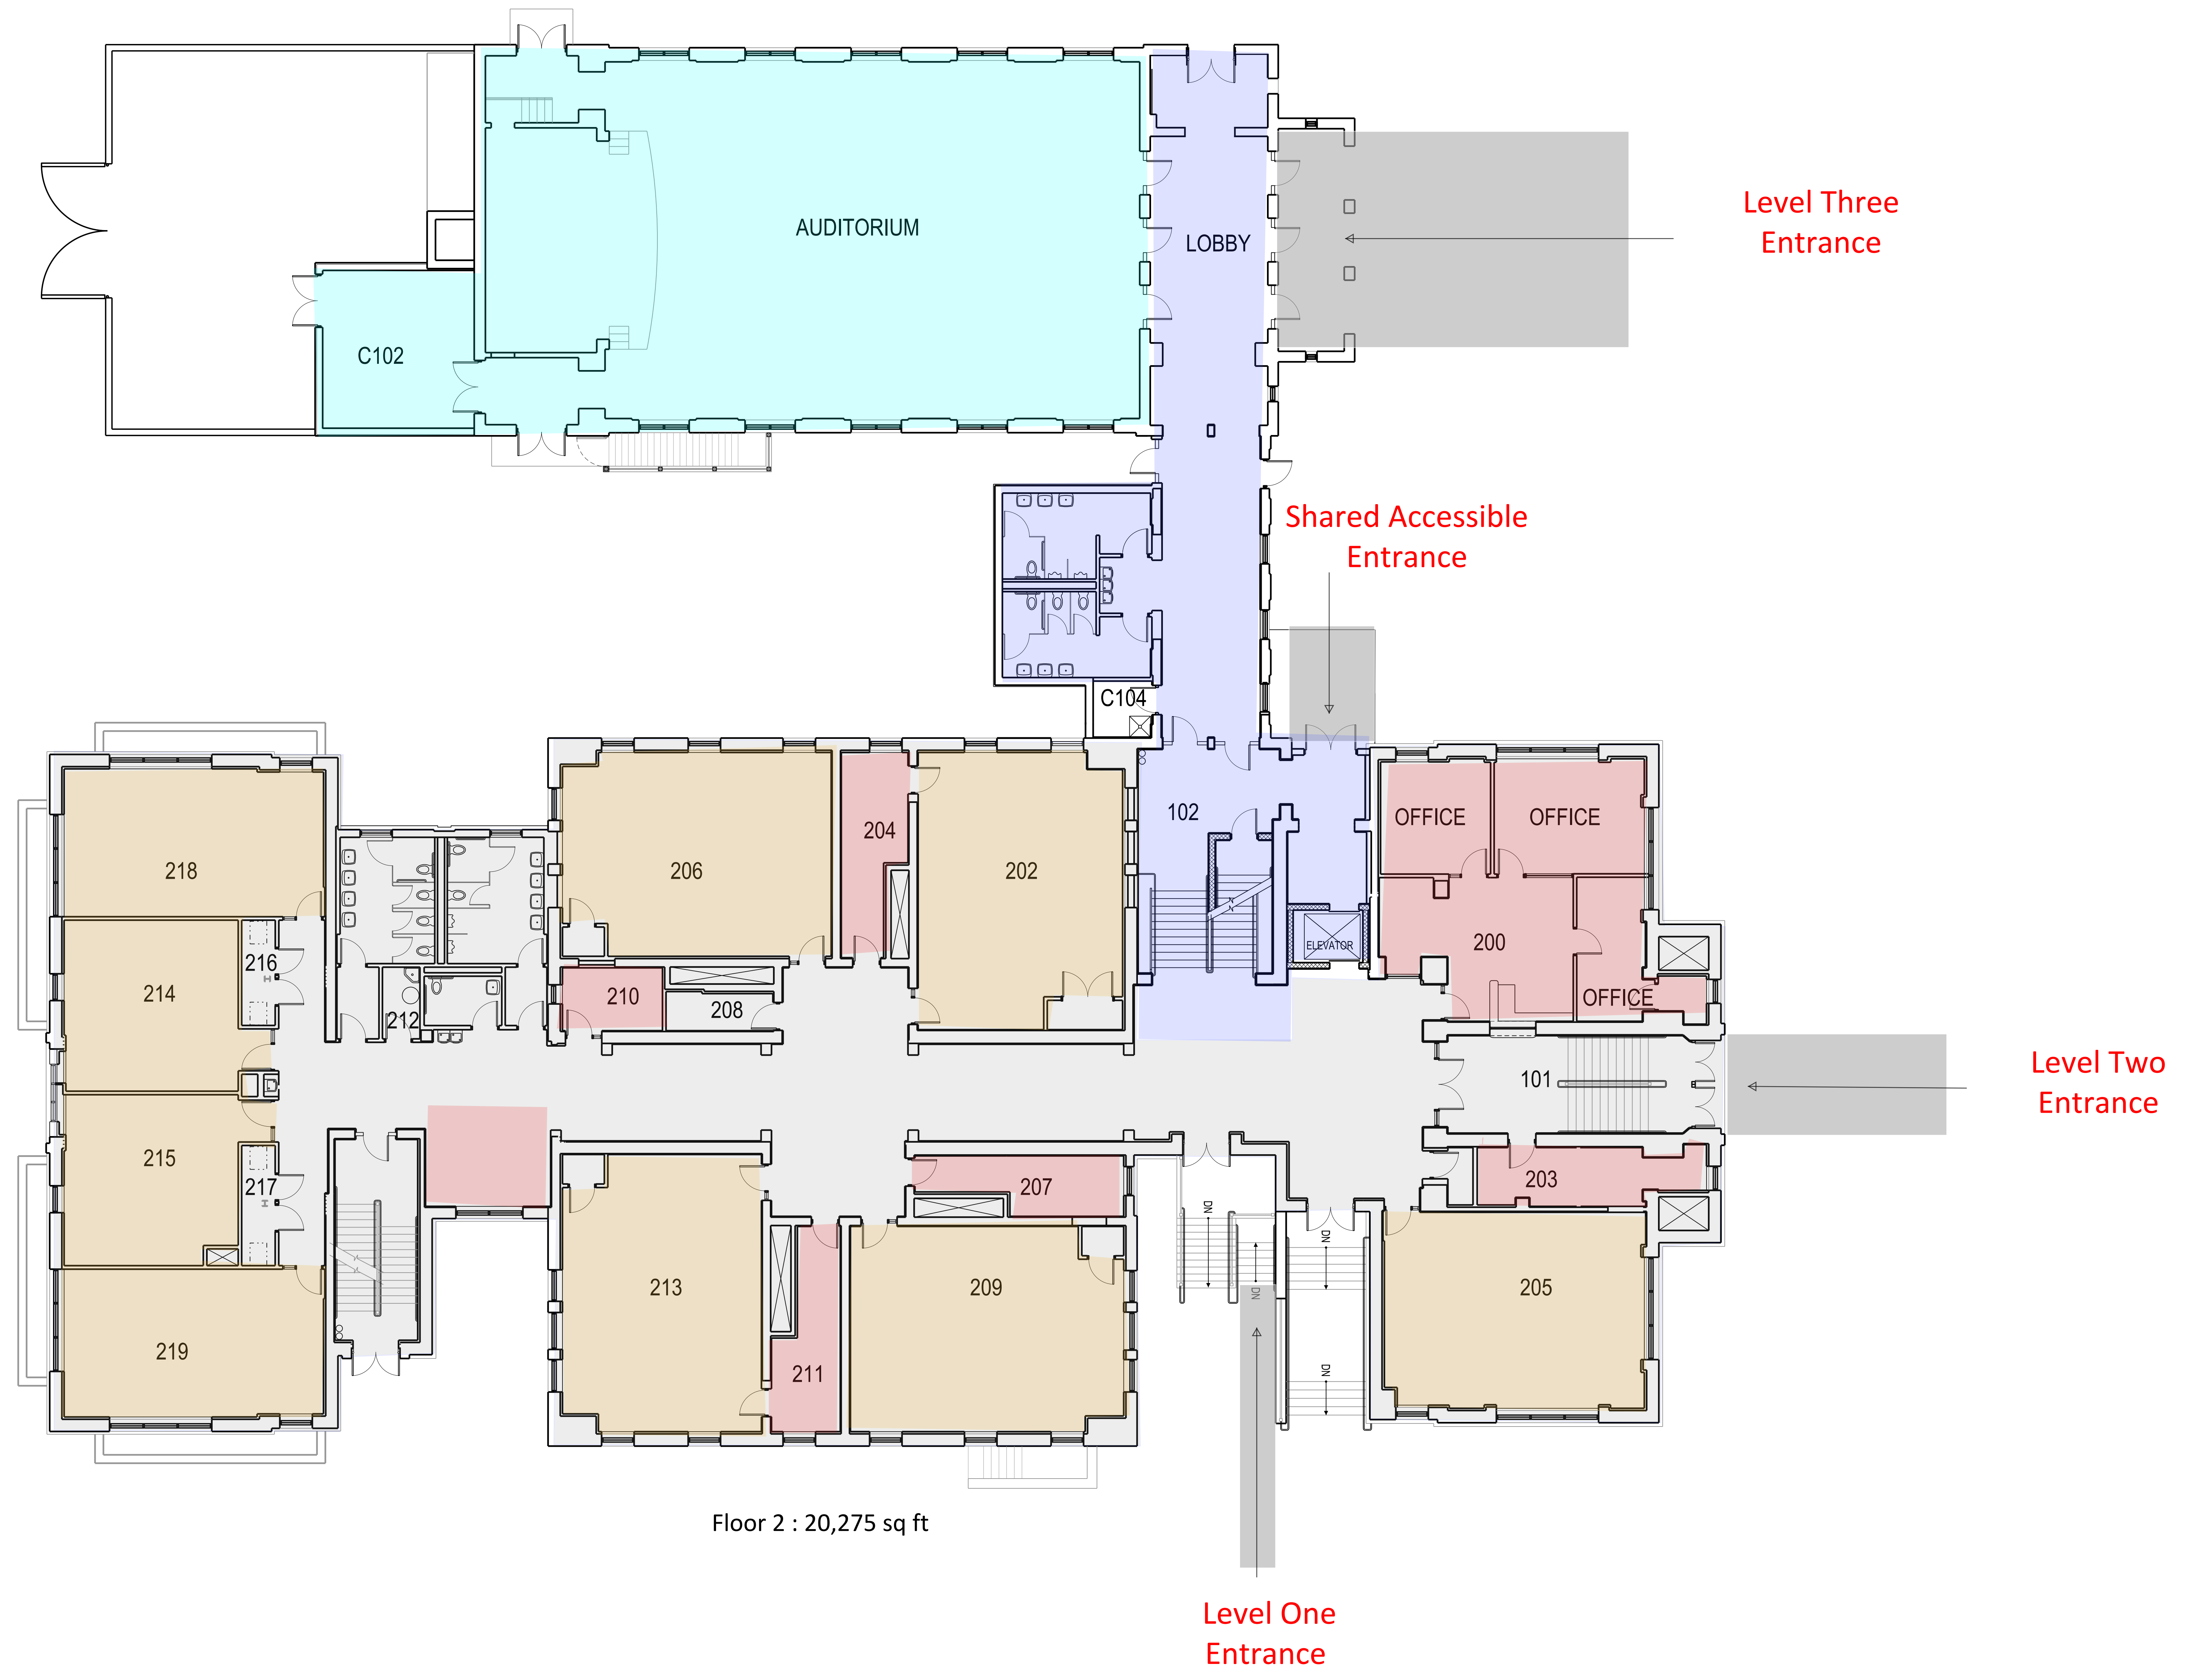 Level Three
Entrance
AUDITORIUM
LOBBY
C102
Shared Accessible
Entrance
C104
102
OFFICE
OFFICE
204
218
206
202
ELEVATOR
200
216
214
210
208
212
OFFICE
Level Two
Entrance
101
215
217
207
203
DN
DN
213
209
205
DN
219
211
DN
Floor 2 : 20,275 sq ft
Level One
Entrance